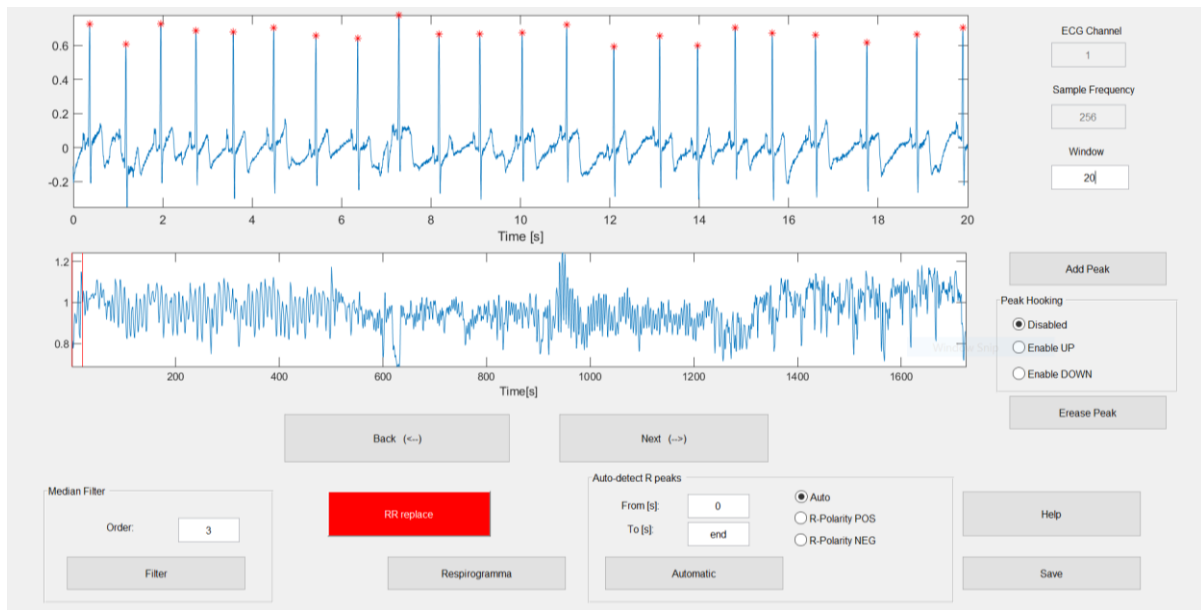 0.6
0.4
0.2
0
-0.2
0 2 4 6 8 10 12 14 16 18 20
Time [s]
ECG Channel
1
Sample Frequency
256
Window
20
1.2
1
0.8
200 400 600 800 1000 1200 1400 1600
Time[s]
Add Peak
Peak Hooking
Disabled
Enable UP
Enable DOWN
Window Snip
Erease Peak
Back (<--)
Next (-->)
Median Filter
Order: 3
Filter
RR replace
Respirogramma
Auto-detect R peaks
From [s]: 0
To [s]: end
Auto
R-Polarity POS
R-Polarity NEG
Automatic
Help
Save